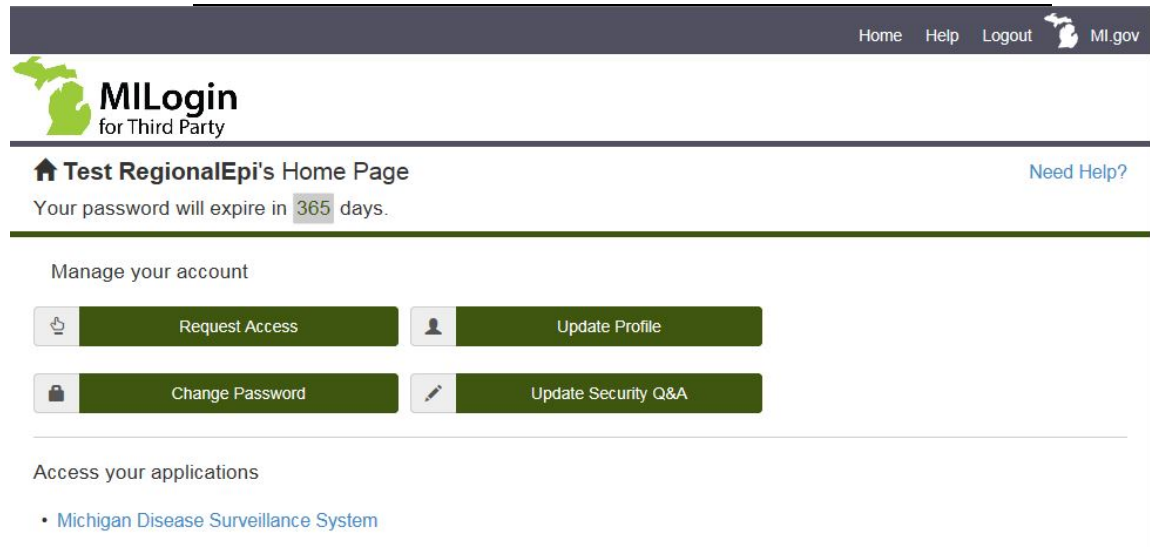 Home Help Logout MI.gov
MILogin
for Third Party
Test RegionalEpi's Home Page
Need Help?
Your password will expire in 365 days.
Manage your account
Request Access
Update Profile
Change Password
Update Security Q&A
Access your applications
• Michigan Disease Surveillance System